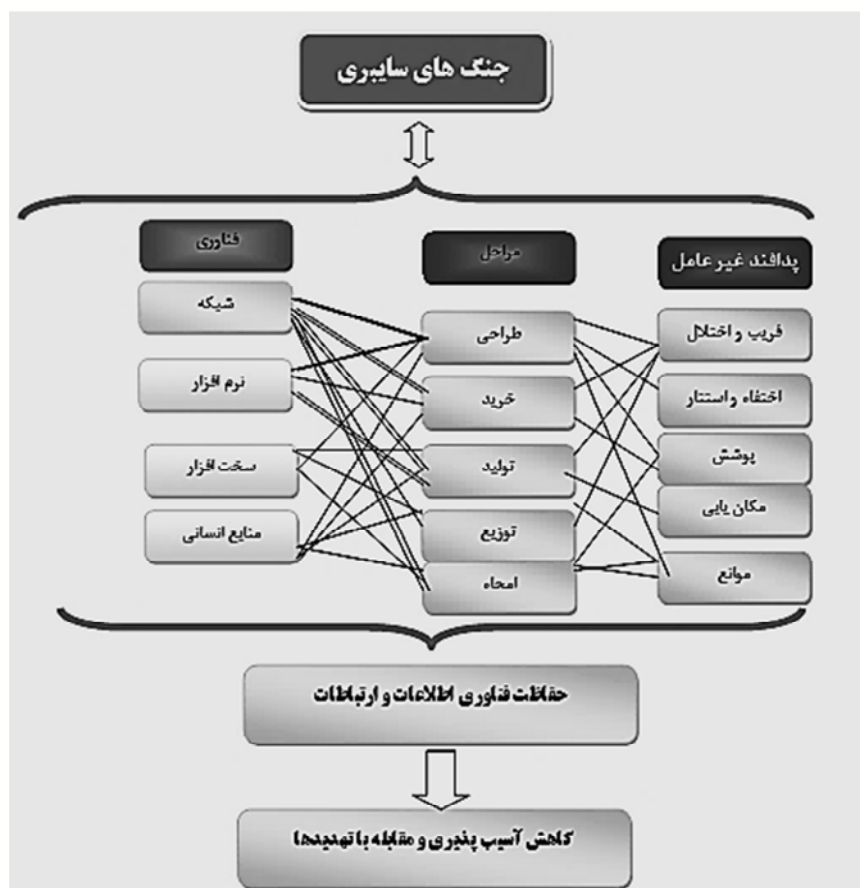 جنگ های سایبری
پدافند غیر عامل
مراحل
فناوری
فریب و اختلال
اختفاء و استتار
پوشش
مکان یابی
موانع
طراحی
خرید
تولید
توزیع
امحاء
شبکه
نرم افزار
سخت افزار
منابع انسانی
حفاظت فناوری اطلاعات و ارتباطات
کاهش آسیب پذیری و مقابله با تهدیدها